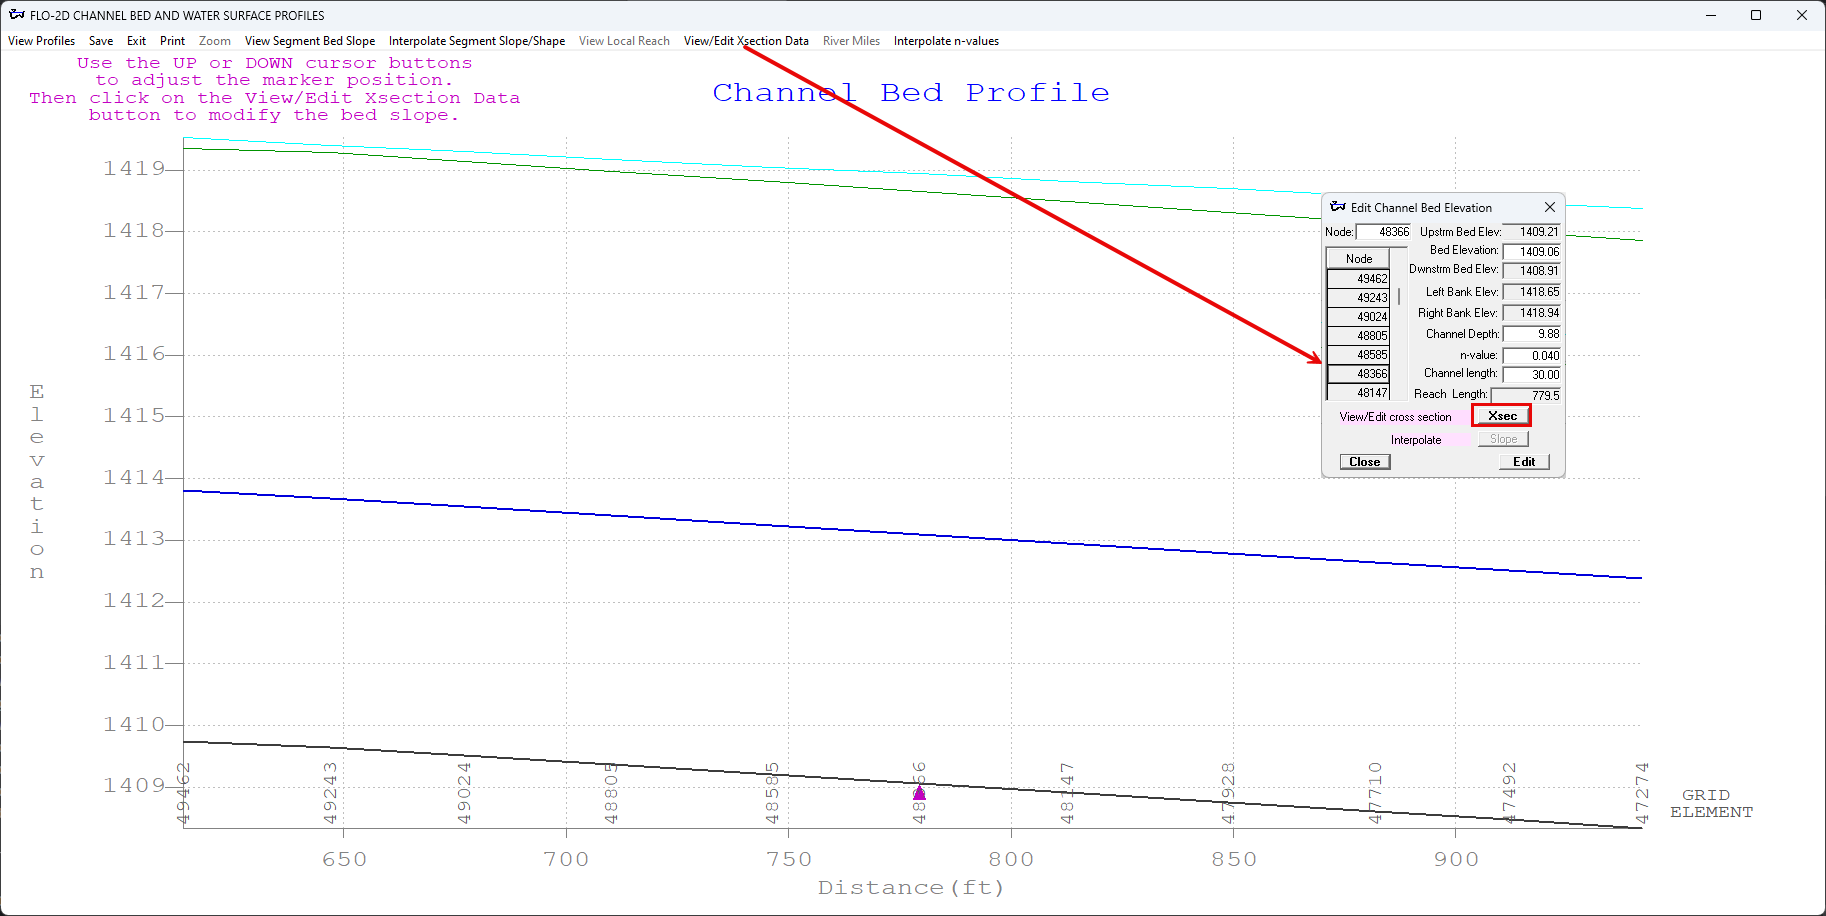 FLO-2D CHANNEL BED AND WATER SURFACE PROFILES
View Profiles Save Exit Print Zoom View Segment Bed Slope Interpolate Segment Slope/Shape View Local Reach View/Edit Xsection Data River Miles Interpolate n-values
Use the UP or DOWN cursor buttons
to adjust the marker position.
Then click on the View/Edit Xsection Data
button to modify the bed slope.
Channel Bed Profile
1419
1418
1417
1416
1415
1414
1413
1412
1411
1410
1409
Elevation
Edit Channel Bed Elevation
Node: 48366
Node
49462
49243
49024
48805
48585
48366
48147
Upstrm Bed Elev: 1409.21
Bed Elevation: 1409.06
Dwnstrm Bed Elev: 1408.91
Left Bank Elev: 1418.65
Right Bank Elev: 1418.94
Channel Depth: 9.88
n-value: 0.040
Channel length: 30.00
Reach Length: 779.5
View/Edit cross section Xsec
Interpolate Slope
Close Edit
49462 49243 49024 48805 48585 48366 48147 47928 47710 47492 47274
GRID
ELEMENT
650 700 750 800 850 900
Distance(ft)